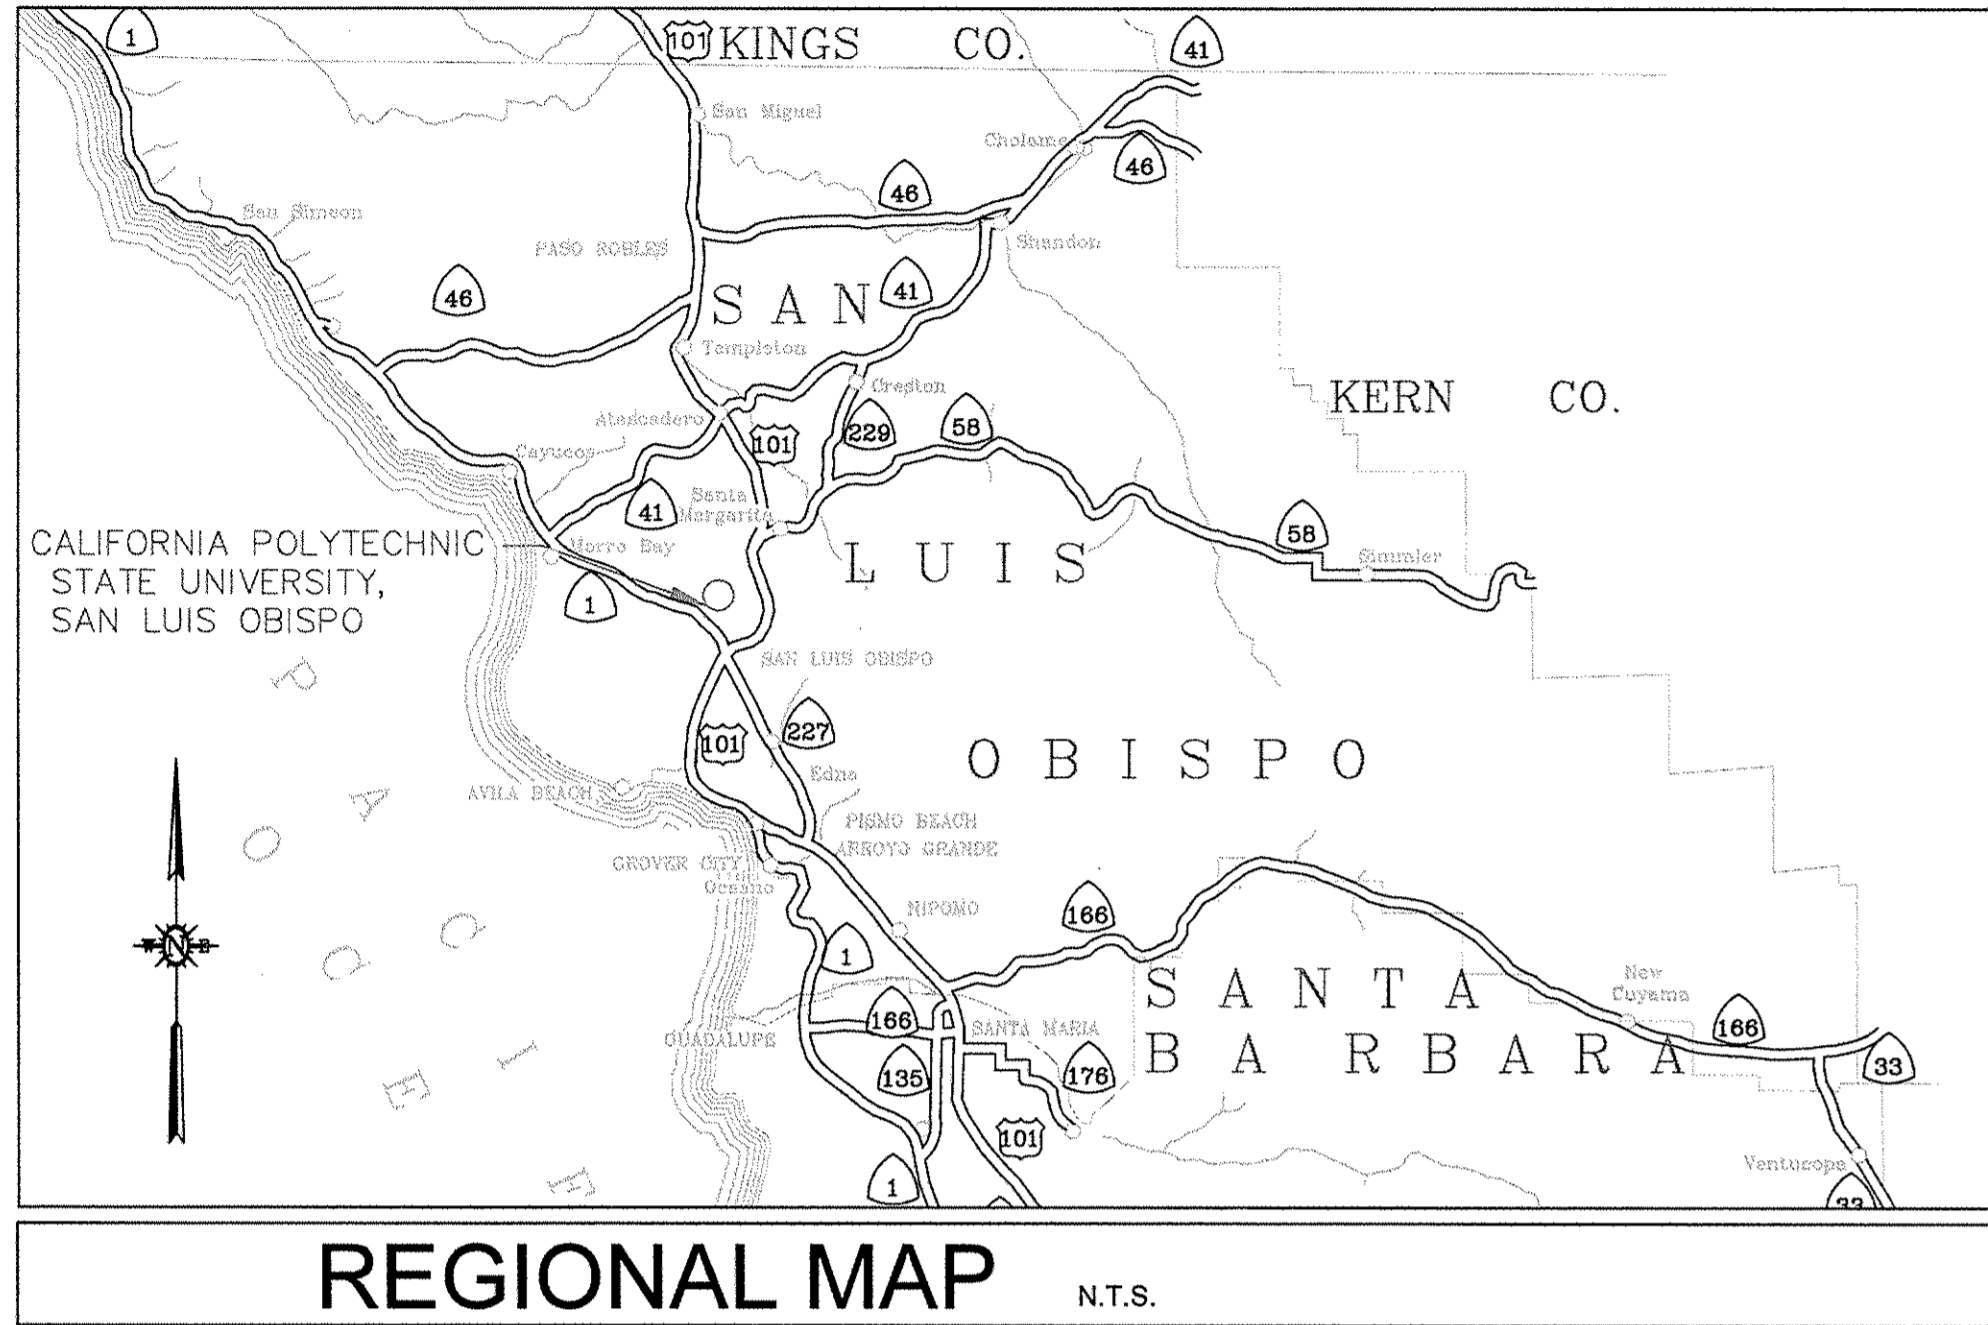 1
101
KINGS CO.
41
San Miguel
Cholame
46
46
San Simeon
PASO ROBLES
Shandon
46
SAN
41
Templeton
Creston
KERN CO.
Atascadero
101
229
58
Cayucos
41
Santa
Margarita
58
CALIFORNIA POLYTECHNIC
STATE UNIVERSITY,
SAN LUIS OBISPO
Morro Bay
LUIS
Simmler
1
SAN LUIS OBISPO
P
A
C
I
F
I
C
O
C
E
101
227
OBISPO
Edna
AVILA BEACH
PISMO BEACH
ARROYO GRANDE
GROVER CITY
Oceano
NIPOMO
166
W N E
1
SANTA
BARBARA
New
Cuyama
166
166
SANTA MARIA
GUADALUPE
135
176
33
101
Ventucopa
1
33
REGIONAL MAP
N.T.S.